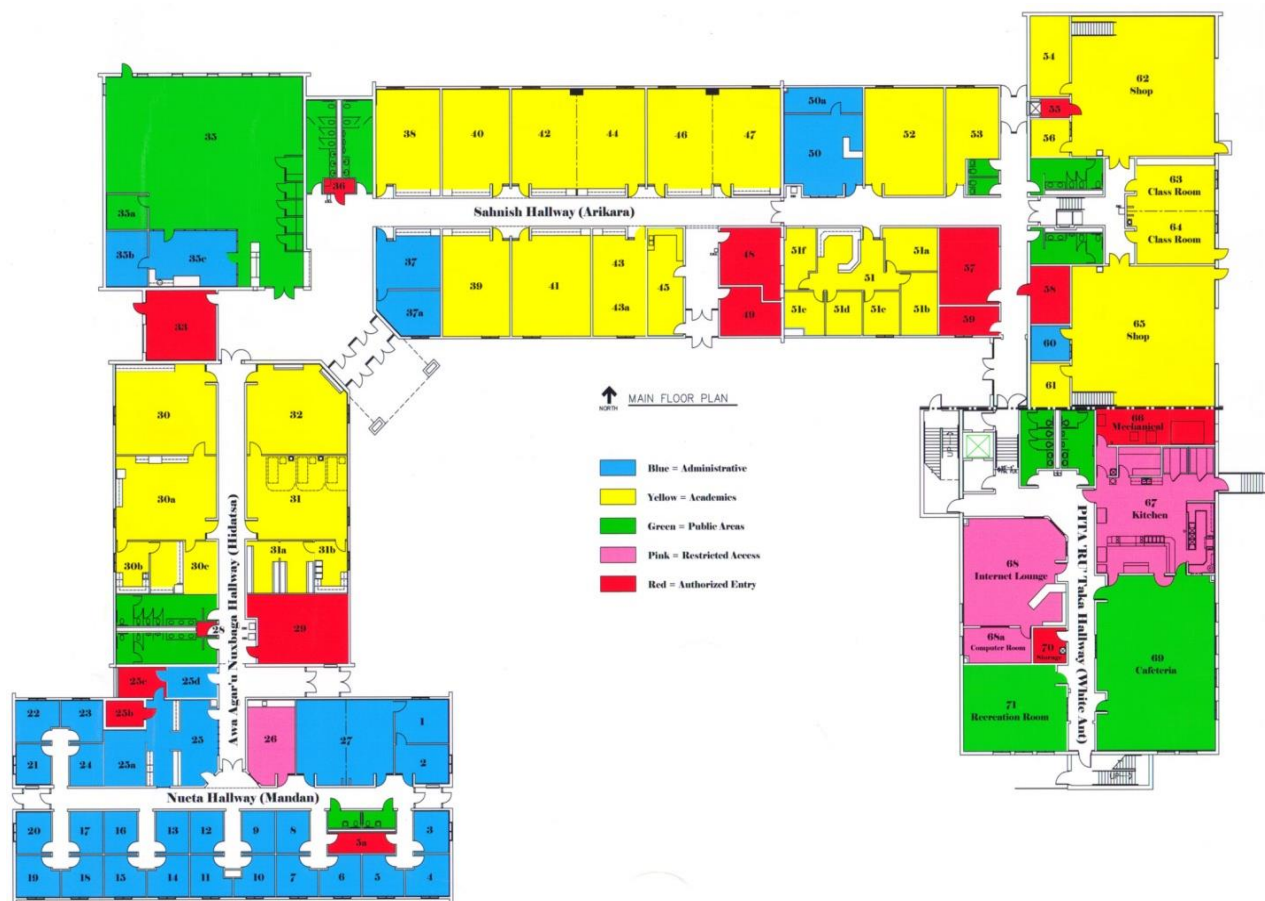 54
62
Shop
55
56
35
36
38
40
42
44
46
47
50a
50
52
53
63
Class Room
64
Class Room
35a
35b
35c
Sahnish Hallway (Arikara)
37
37a
39
41
43
43a
45
48
49
51f
51
51a
51e
51d
51c
51b
57
59
58
60
61
65
Shop
33
30
32
NORTH
MAIN FLOOR PLAN
Blue = Administrative
Yellow = Academics
Green = Public Areas
Pink = Restricted Access
Red = Authorized Entry
30a
31
30b
30c
31a
31b
28
29
Awa Agar'u Nuxbaga Hallway (Hidatsa)
66
Mechanical
67
Kitchen
68
Internet Lounge
68a
Computer Room
70
Storage
69
Cafeteria
71
Recreation Room
PITA 'RU' Taka Hallway (White Ant)
UP
UP
25c
25d
25b
22
23
21
24
25a
25
26
27
1
2
Nueta Hallway (Mandan)
20
17
16
13
12
9
8
5a
3
19
18
15
14
11
10
7
6
5
4